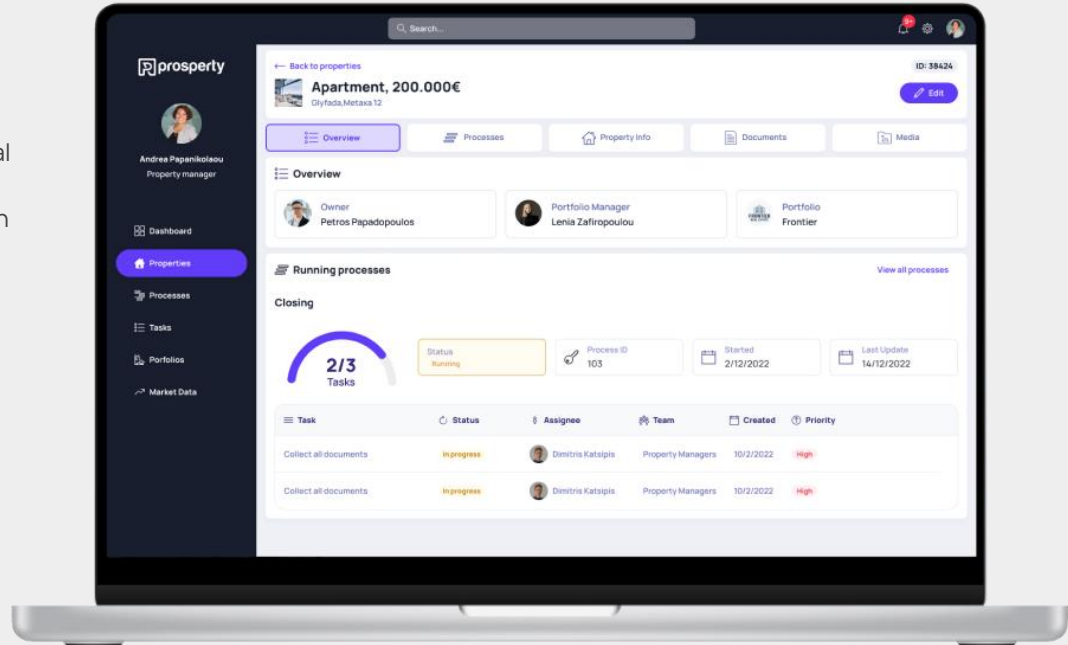 al
n
Search...
9+
prosperty
Andrea Papanikolaou
Property manager
Dashboard
Properties
Processes
Tasks
Porfolios
Market Data
← Back to properties
ID: 38424
Apartment, 200.000€
Glyfada,Metaxa 12
Edit
Overview
Processes
Property Info
Documents
Media
Overview
Owner
Petros Papadopoulos
Portfolio Manager
Lenia Zafiropoulou
FRONTIER
Portfolio
Frontier
Running processes
View all processes
Closing
2/3
Tasks
Status
Running
Process ID
103
Started
2/12/2022
Last Update
14/12/2022
Task Status Assignee Team Created Priority
Collect all documents In progress Dimitris Katsipis Property Managers 10/2/2022 High
Collect all documents In progress Dimitris Katsipis Property Managers 10/2/2022 High